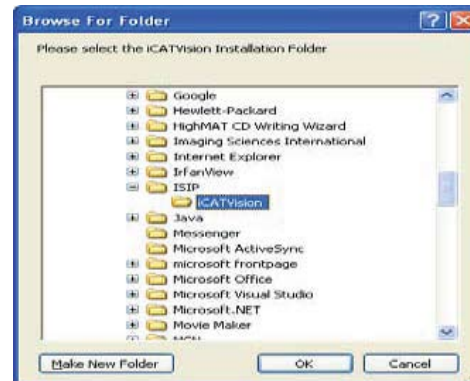 Browse For Folder
Please select the iCATVision Installation Folder
Google
Hewlett-Packard
HighMAT CD Writing Wizard
Imaging Sciences International
Internet Explorer
IrfanView
ISIP
iCATVision
Java
Messenger
Microsoft ActiveSync
microsoft frontpage
Microsoft Office
Microsoft Visual Studio
Microsoft.NET
Movie Maker
Make New Folder OK Cancel